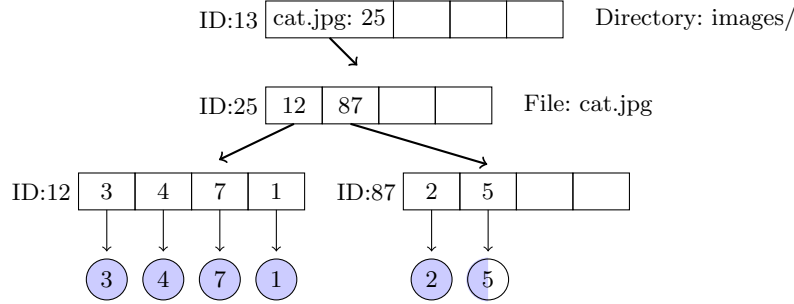 ID:13 cat.jpg: 25 Directory: images/
ID:25 12 87 File: cat.jpg
ID:12 3 4 7 1 ID:87 2 5
3 4 7 1 2 5